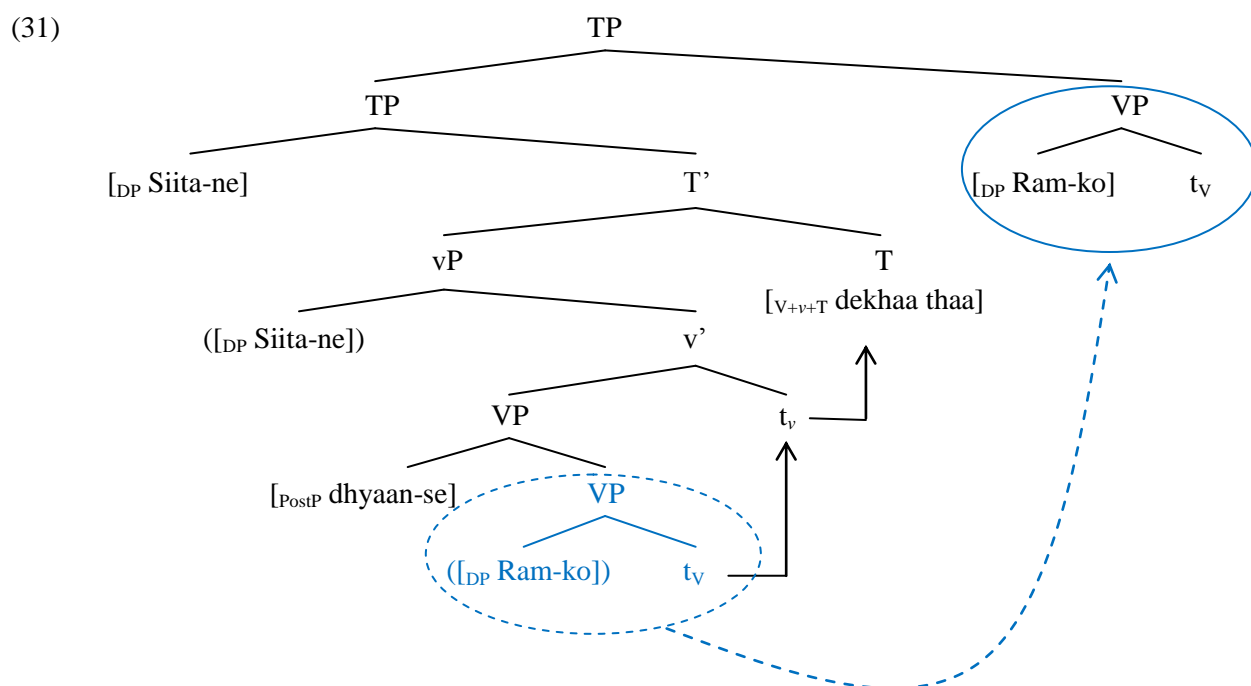 (31) TP
TP VP
[DP Siita-ne] T’ [DP Ram-ko] tV
vP T
[V+v+T dekhaa thaa]
([DP Siita-ne]) v’
VP tv
[PostP dhyaan-se] VP
([DP Ram-ko]) tV